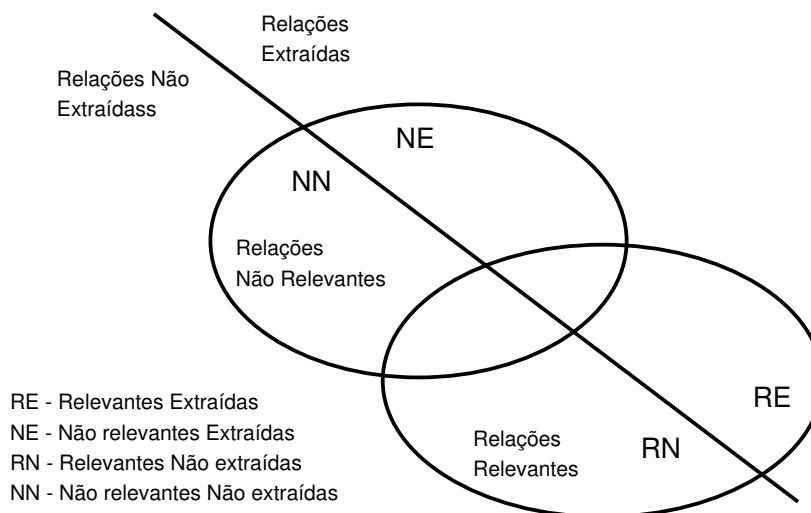 Relações
Extraídas
Relações Não
Extraídass
NE
NN
Relações
Não Relevantes
RE
RE - Relevantes Extraídas
NE - Não relevantes Extraídas
RN - Relevantes Não extraídas
NN - Não relevantes Não extraídas
Relações
Relevantes
RN